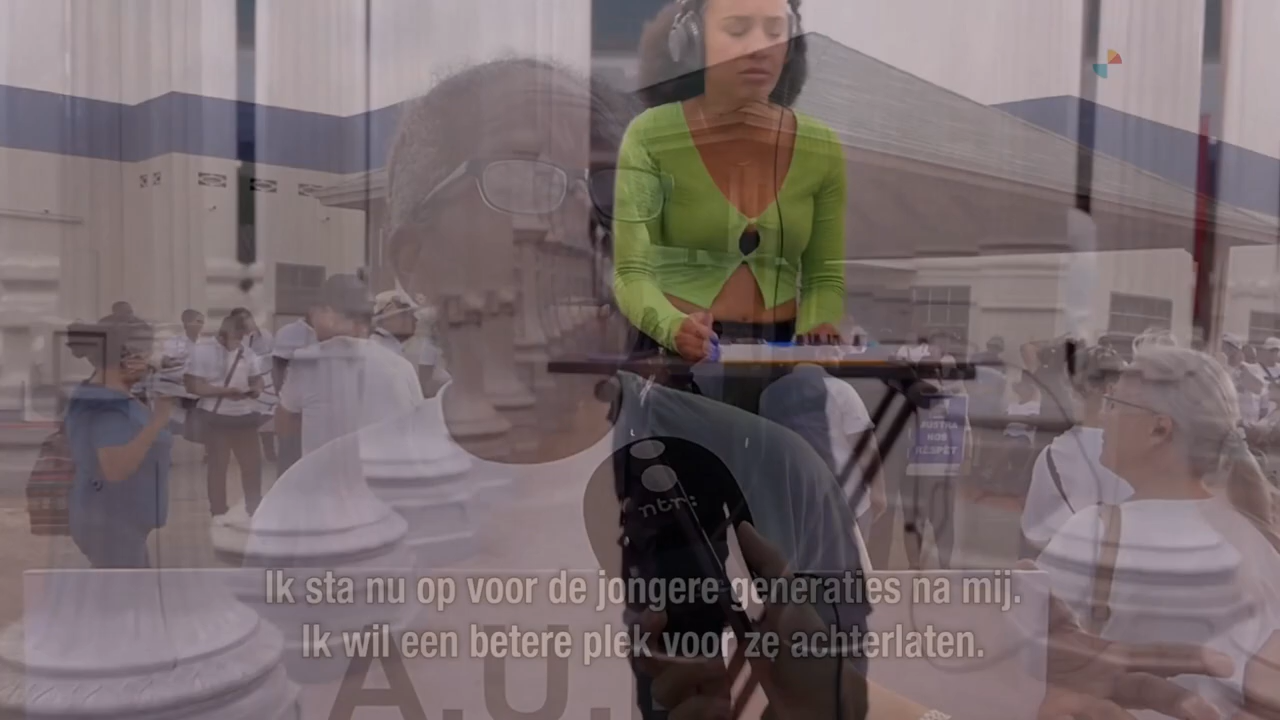 AUSTRA
NOS
RESPET
ntr:
Ik sta nu op voor de jongere generaties na mij.
Ik wil een betere plek voor ze achterlaten.
A.U.